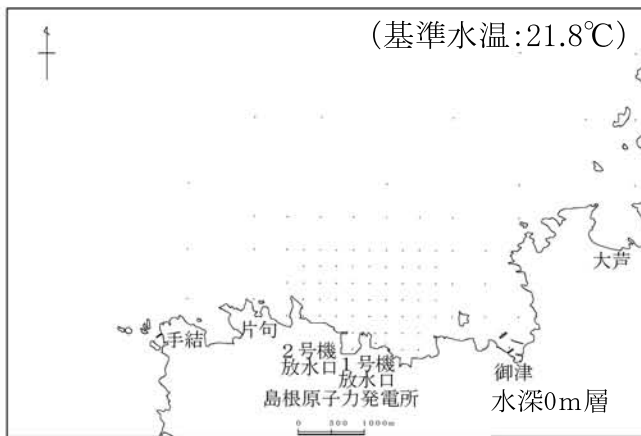 (基準水温:21.8℃)
大芦
手結
片句
2号機
放水口
1号機
放水口
御津
島根原子力発電所
水深0m層
0 500 1000m